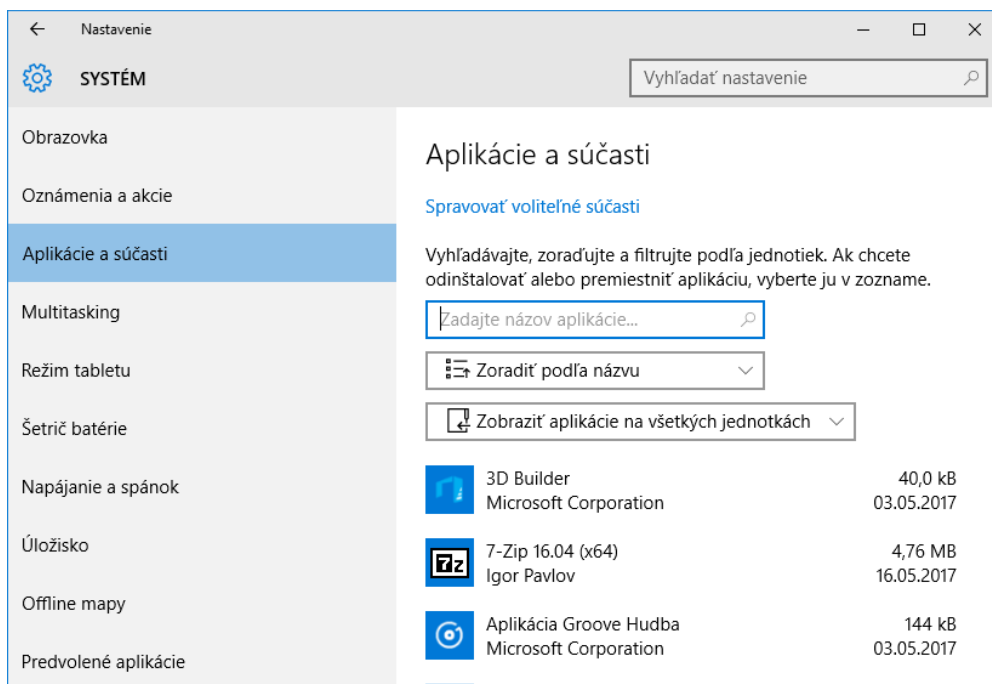 Nastavenie
SYSTÉM
Vyhľadať nastavenie
Obrazovka
Oznámenia a akcie
Aplikácie a súčasti
Multitasking
Režim tabletu
Šetrič batérie
Napájanie a spánok
Úložisko
Offline mapy
Predvolené aplikácie
Aplikácie a súčasti
Spravovať voliteľné súčasti
Vyhľadávajte, zoraďujte a filtrujte podľa jednotiek. Ak chcete
odinštalovať alebo premiestniť aplikáciu, vyberte ju v zozname.
Zadajte názov aplikácie...
Zoradiť podľa názvu
Zobraziť aplikácie na všetkých jednotkách
3D Builder 40,0 kB
Microsoft Corporation 03.05.2017
7z
7-Zip 16.04 (x64) 4,76 MB
Igor Pavlov 16.05.2017
Aplikácia Groove Hudba 144 kB
Microsoft Corporation 03.05.2017